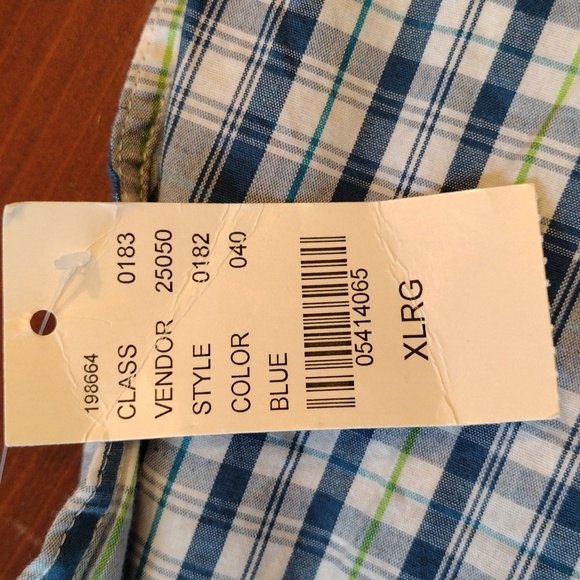 198664
CLASS 0183
VENDOR 25050
STYLE 0182
COLOR 040
BLUE
05414065
XLRG